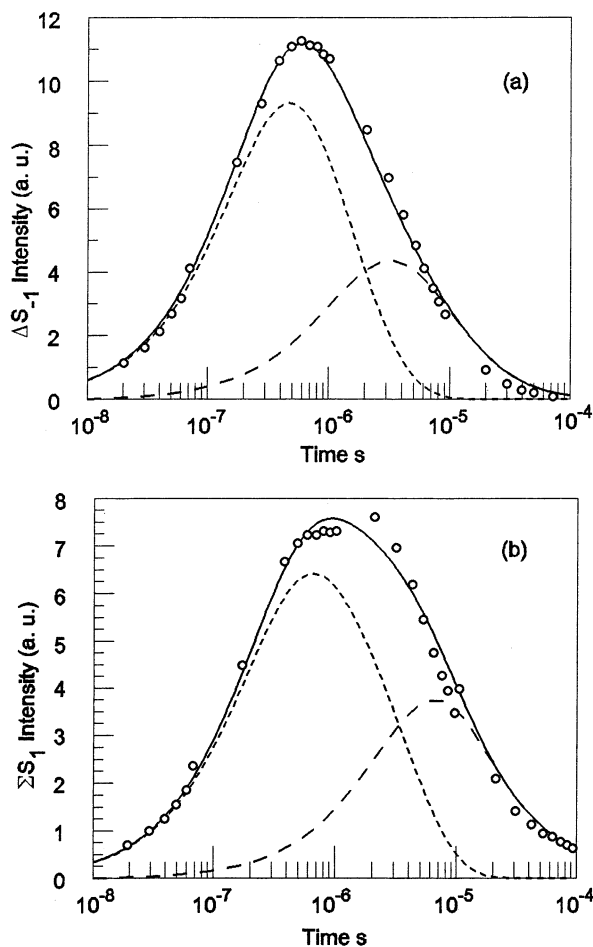 12
10
8
6
4
2
0
ΔS₋₁ Intensity (a. u.)
(a)
10⁻⁸ 10⁻⁷ 10⁻⁶ 10⁻⁵ 10⁻⁴
Time s
8
7
6
5
4
3
2
1
0
ΣS₁ Intensity (a. u.)
(b)
10⁻⁸ 10⁻⁷ 10⁻⁶ 10⁻⁵ 10⁻⁴
Time s